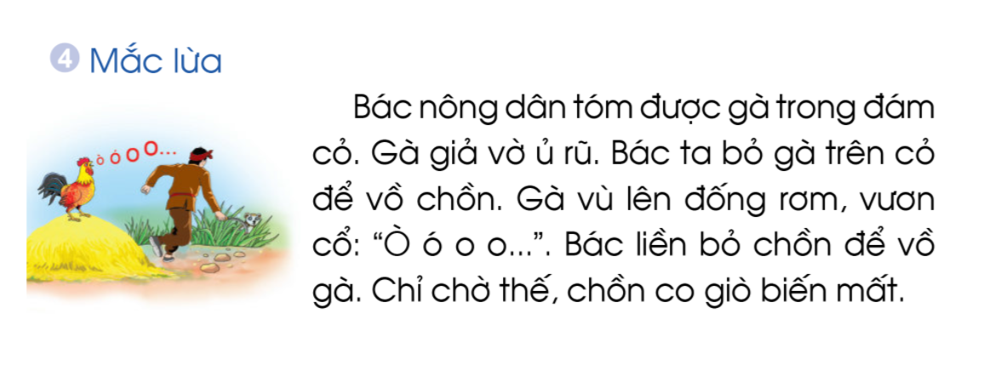 4 Mắc lừa
ò ó o o...
Bác nông dân tóm được gà trong đám
cỏ. Gà giả vờ ủ rũ. Bác ta bỏ gà trên cỏ
để vồ chồn. Gà vù lên đống rơm, vươn
cổ: “Ò ó o o...”. Bác liền bỏ chồn để vồ
gà. Chỉ chờ thế, chồn co giò biến mất.